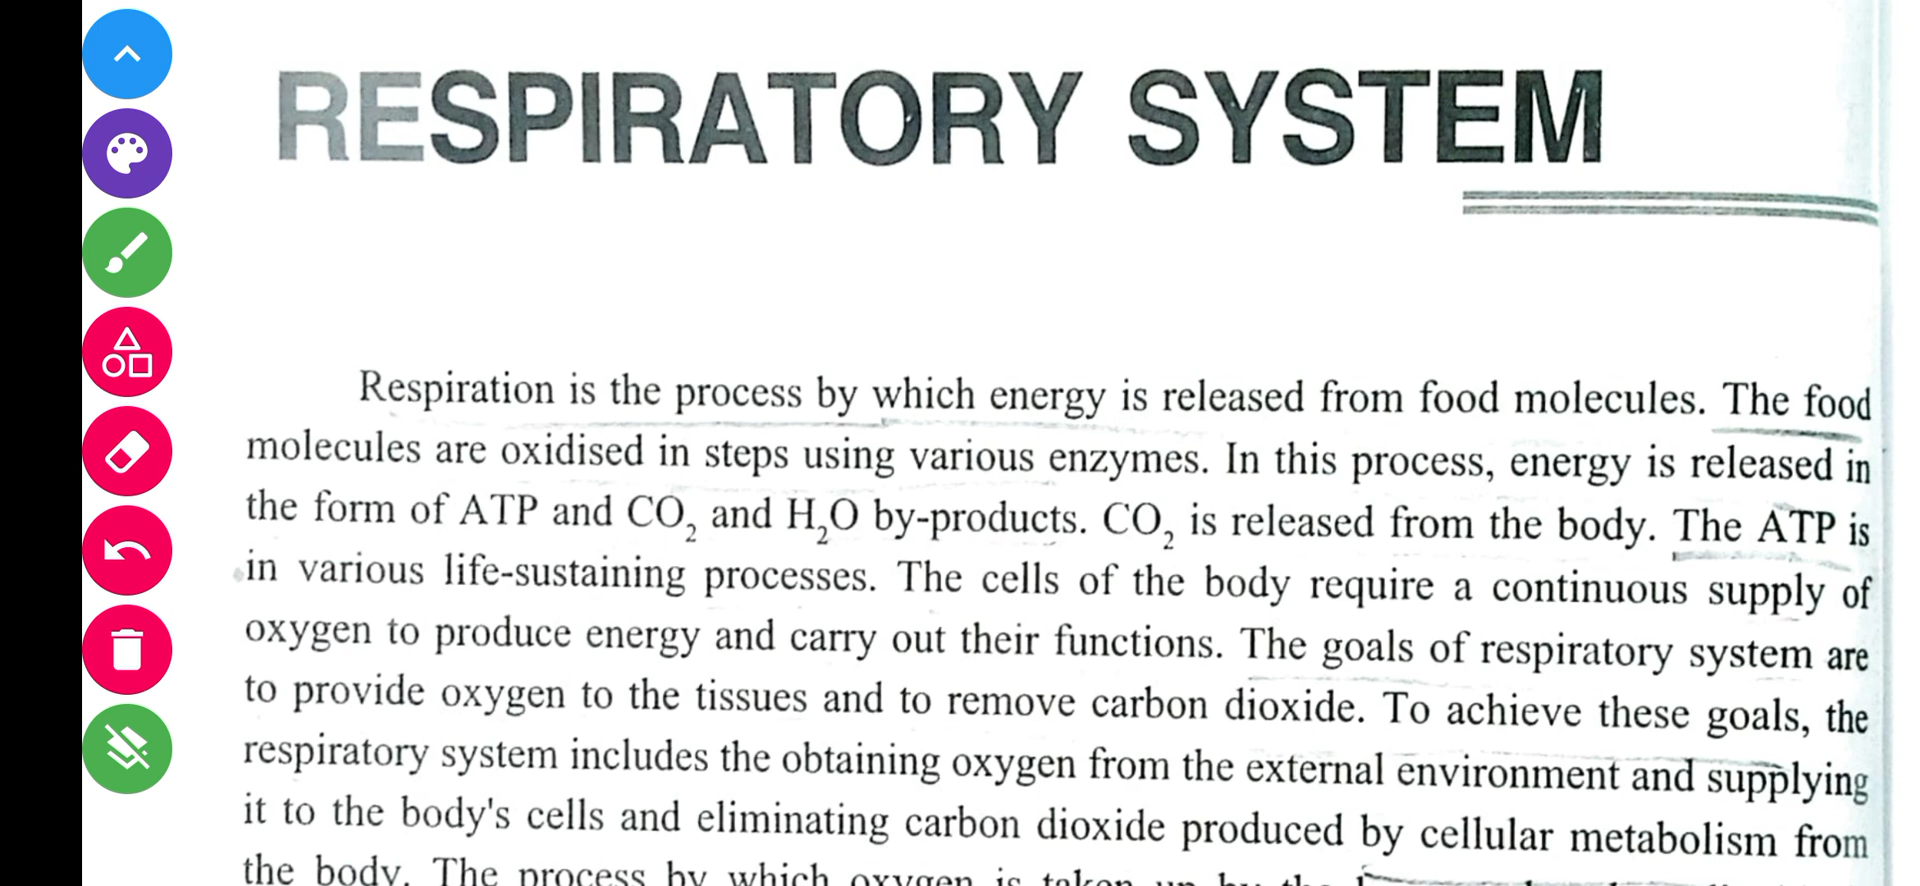 RESPIRATORY SYSTEM
Respiration is the process by which energy is released from food molecules. The food
molecules are oxidised in steps using various enzymes. In this process, energy is released in
the form of ATP and CO₂ and H₂O by-products. CO₂ is released from the body. The ATP is
in various life-sustaining processes. The cells of the body require a continuous supply of
oxygen to produce energy and carry out their functions. The goals of respiratory system are
to provide oxygen to the tissues and to remove carbon dioxide. To achieve these goals, the
respiratory system includes the obtaining oxygen from the external environment and supplying
it to the body's cells and eliminating carbon dioxide produced by cellular metabolism from
the body. The process by which oxygen is taken up by the